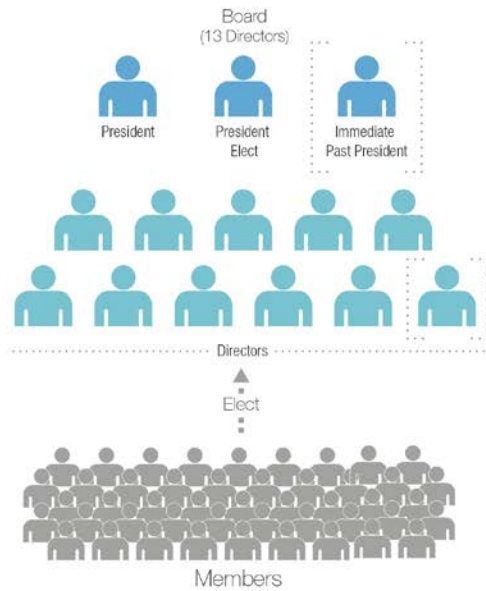 Board
(13 Directors)
President
President
Elect
Immediate
Past President
Directors
Elect
Members